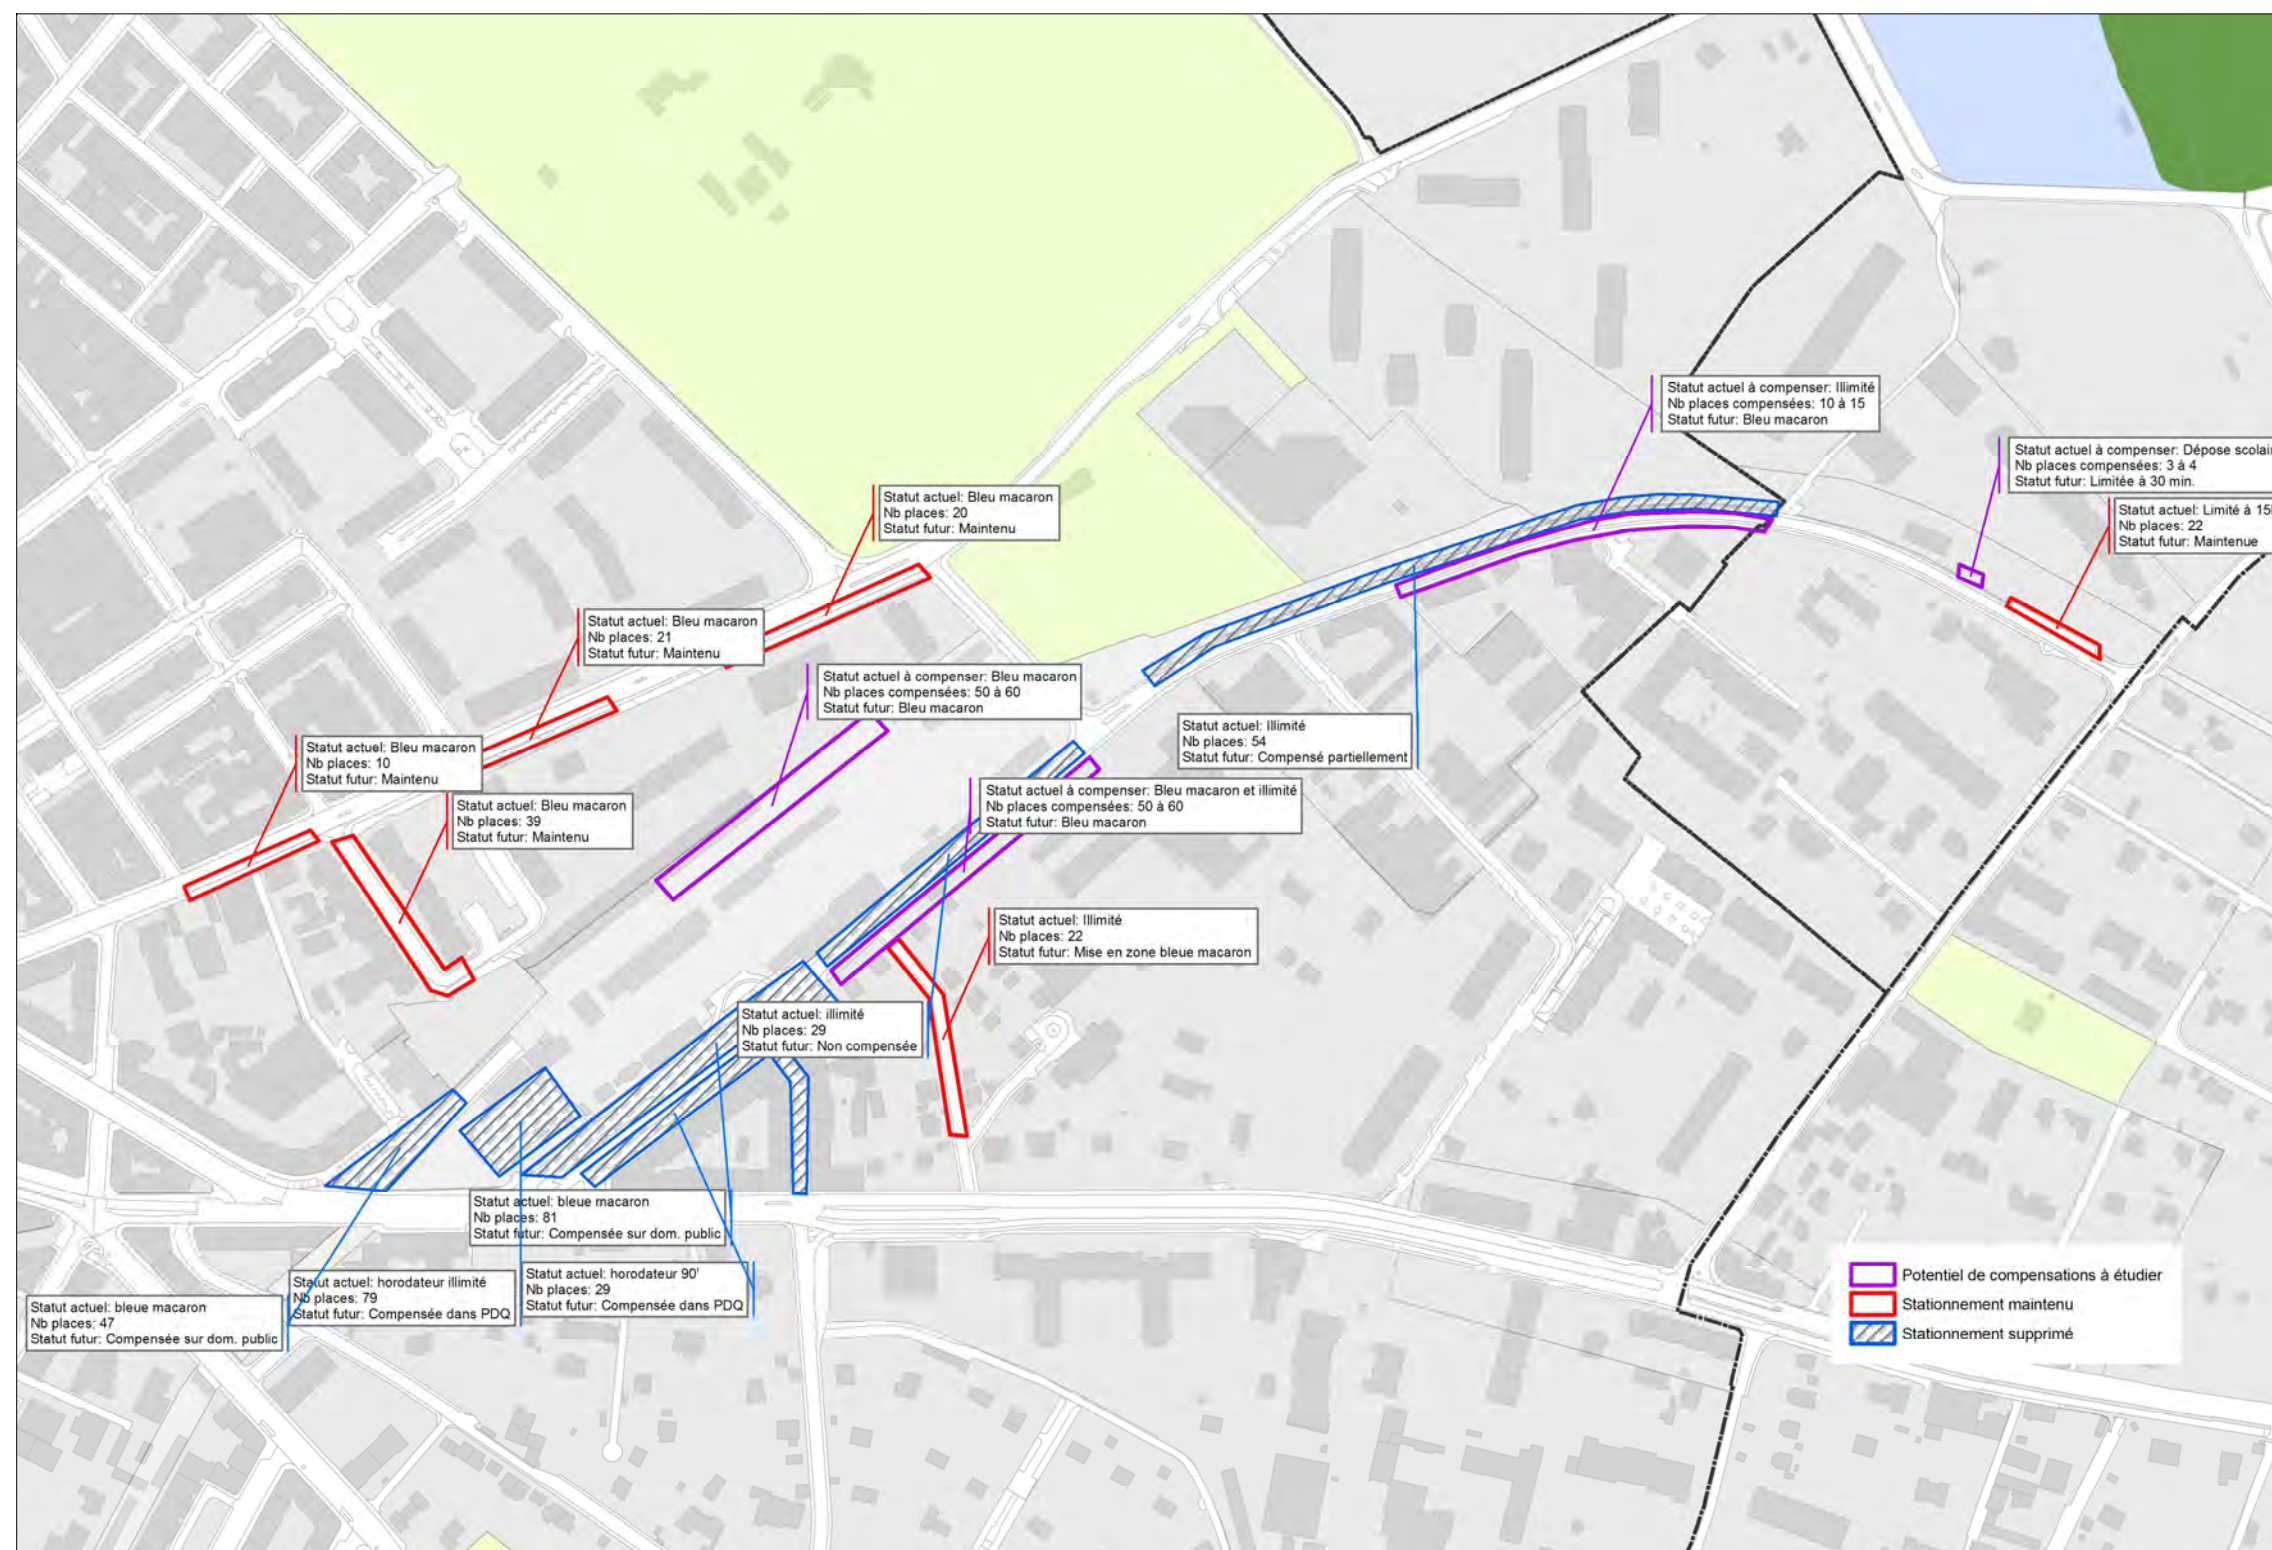 Statut actuel à compenser: Illimité
Nb places compensées: 10 à 15
Statut futur: Bleu macaron
Statut actuel à compenser: Dépose
Nb places compensées: 3 à 4
Statut futur: Limitée à 30 min.
Statut actuel: Limité à
Nb places: 22
Statut futur: Maintenue
Statut actuel: Bleu macaron
Nb places: 20
Statut futur: Maintenu
Statut actuel: Bleu macaron
Nb places: 21
Statut futur: Maintenu
Statut actuel à compenser: Bleu macaron
Nb places compensées: 50 à 60
Statut futur: Bleu macaron
Statut actuel: Illimité
Nb places: 54
Statut futur: Compensé partiellement
Statut actuel: Bleu macaron
Nb places: 10
Statut futur: Maintenu
Statut actuel: Bleu macaron
Nb places: 39
Statut futur: Maintenu
Statut actuel à compenser: Bleu macaron et illimité
Nb places compensées: 50 à 60
Statut futur: Bleu macaron
Statut actuel: Illimité
Nb places: 22
Statut futur: Mise en zone bleue macaron
Statut actuel: illimité
Nb places: 29
Statut futur: Non compensée
Statut actuel: bleue macaron
Nb places: 81
Statut futur: Compensée sur dom. public
Statut actuel: horodateur 90'
Nb places: 29
Statut futur: Compensée dans PDQ
Statut actuel: horodateur illimité
Nb places: 79
Statut futur: Compensée dans PDQ
Statut actuel: bleue macaron
Nb places: 47
Statut futur: Compensée sur dom. public
Potentiel de compensations à étudier
Stationnement maintenu
Stationnement supprimé